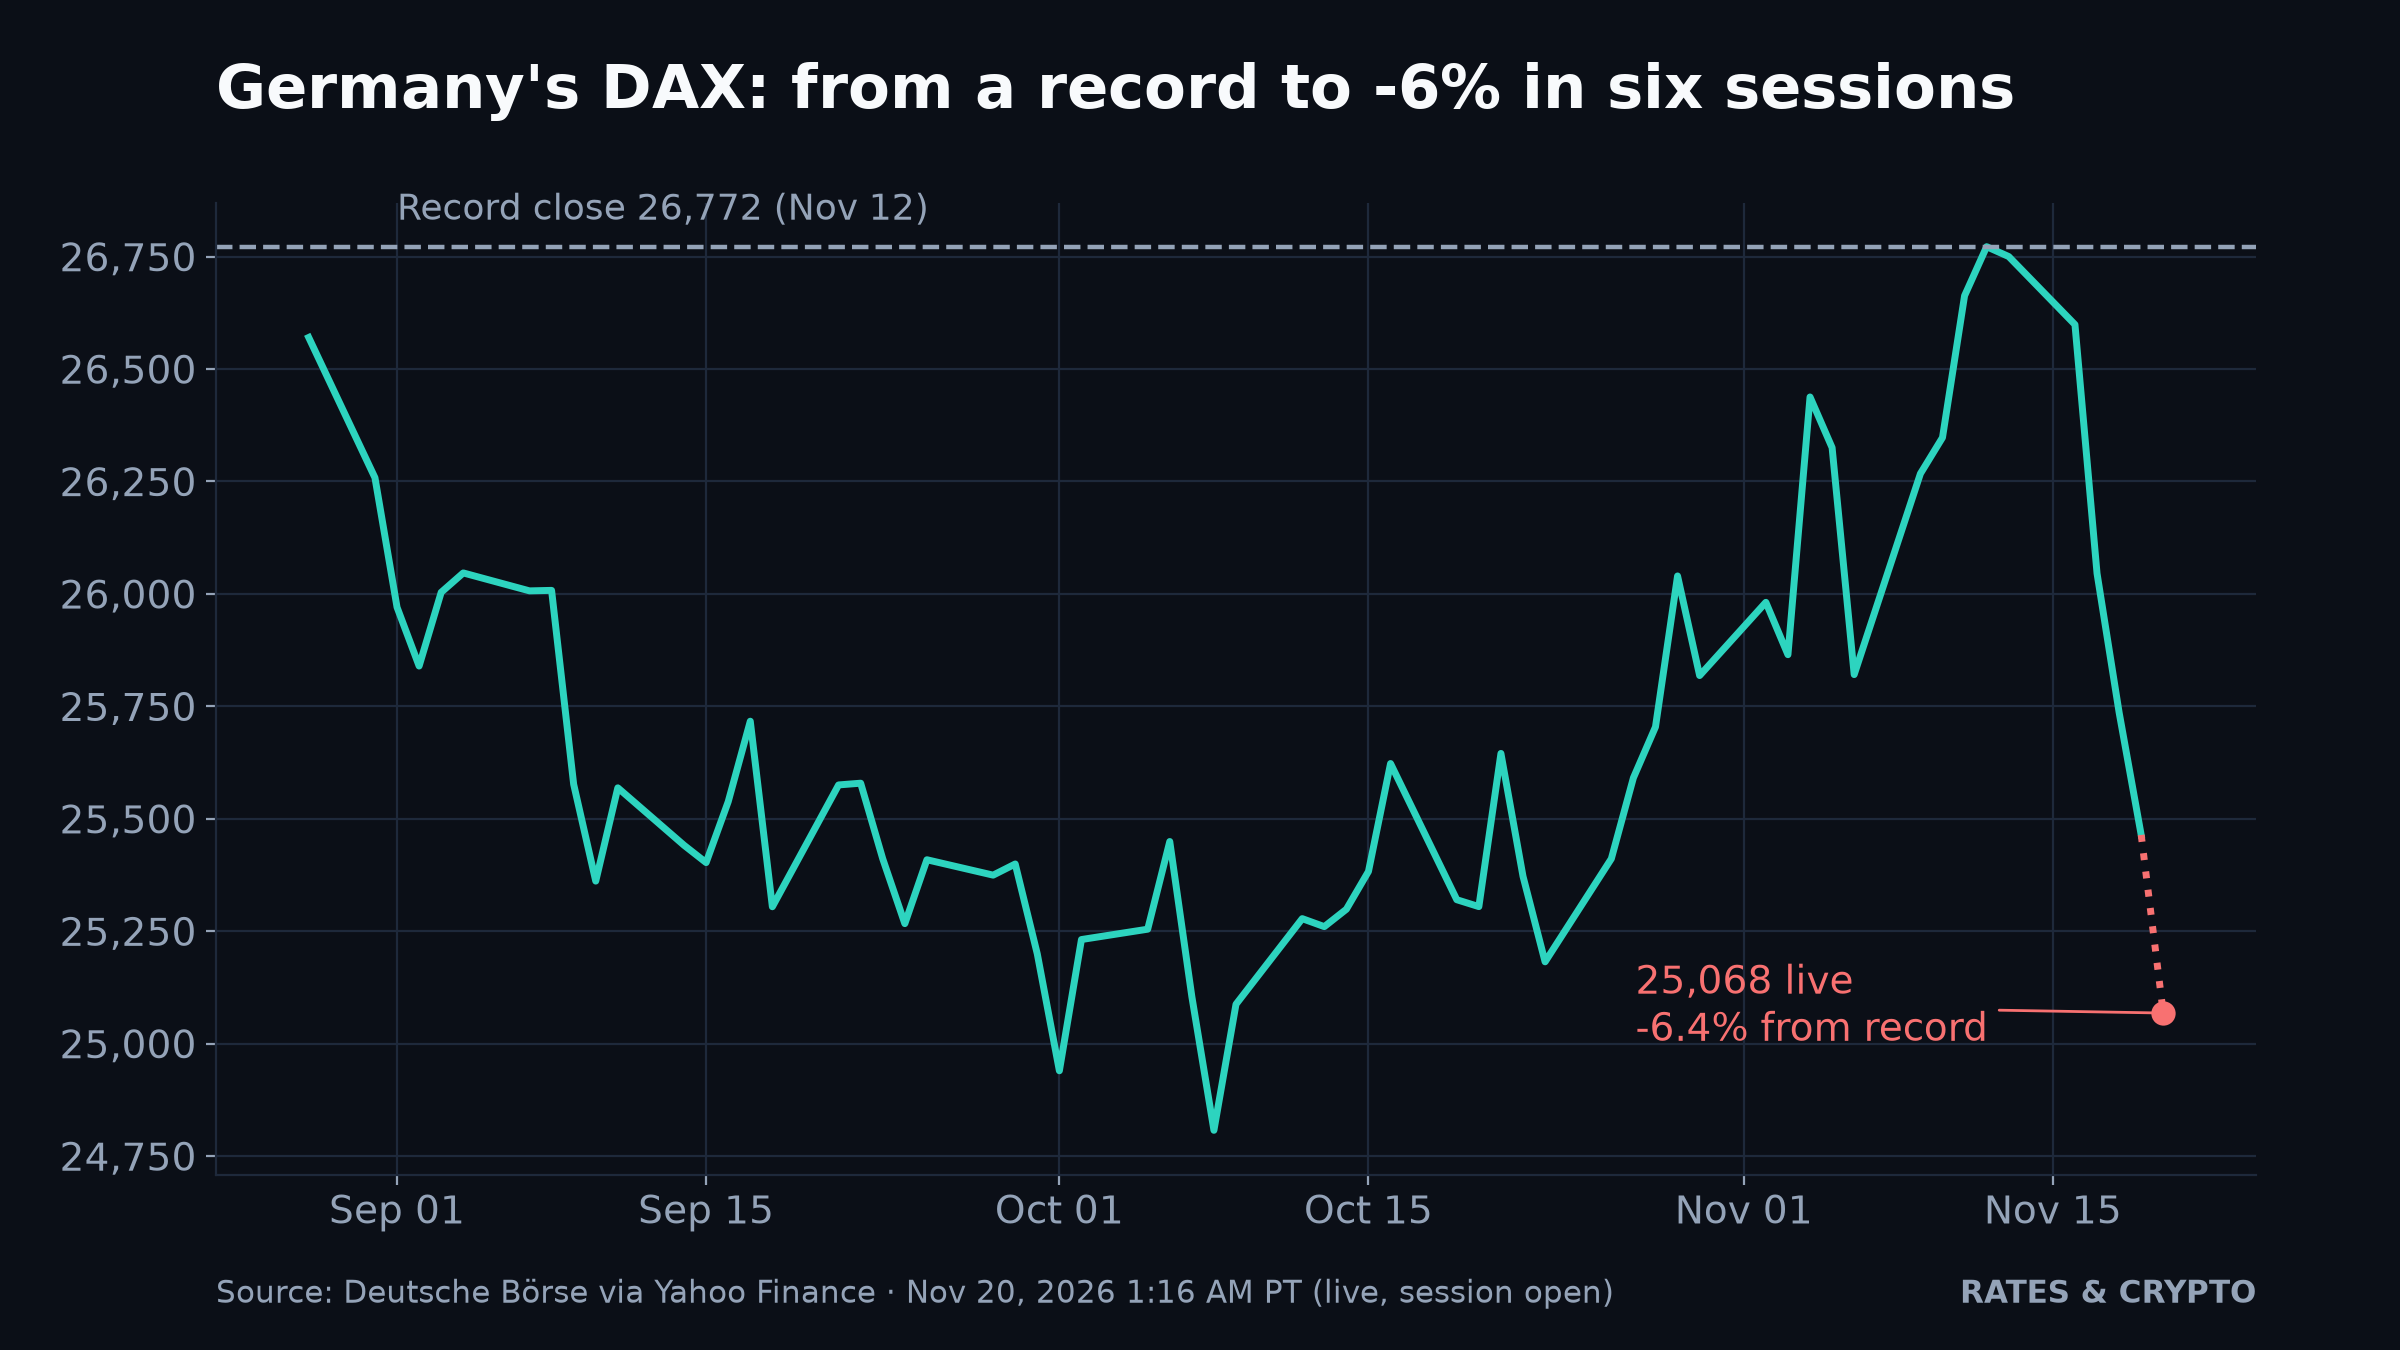 Germany's DAX: from a record to -6% in six sessions
Record close 26,772 (Nov 12)
26,750
26,500
26,250
26,000
25,750
25,500
25,250
25,000
24,750
25,068 live
-6.4% from record
Sep 01
Sep 15
Oct 01
Oct 15
Nov 01
Nov 15
Source: Deutsche Börse via Yahoo Finance · Nov 20, 2026 1:16 AM PT (live, session open)
RATES & CRYPTO